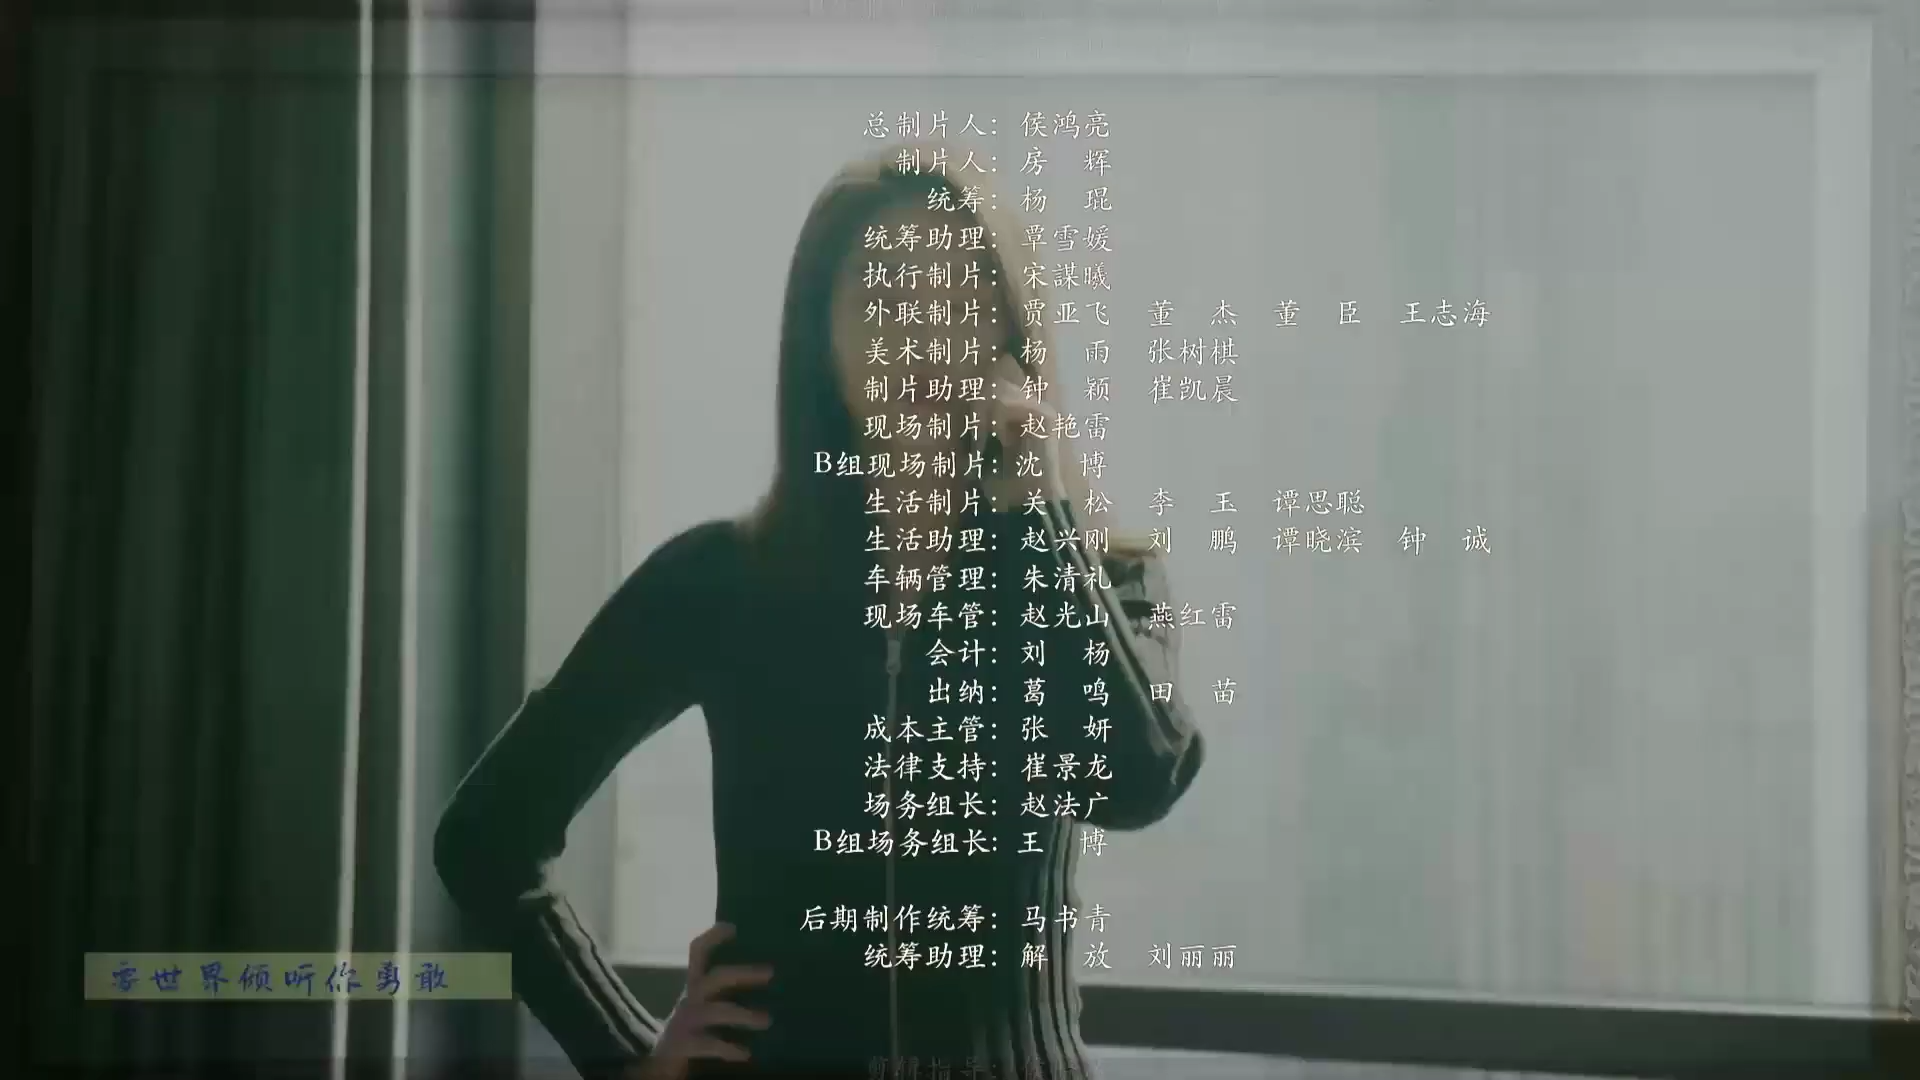 总制片人：侯鸿亮
制片人：房　辉
统筹：杨　琨
统筹助理：覃雪媛
执行制片：宋謀曦
外联制片：贾亚飞　董　杰　董　臣　王志海
美术制片：杨　雨　张树棋
制片助理：钟　颖　崔凯晨
现场制片：赵艳雷
B组现场制片：沈　博
生活制片：关　松　李　玉　谭思聪
生活助理：赵兴刚　刘　鹏　谭晓滨　钟　诚
车辆管理：朱清礼
现场车管：赵光山　燕红雷
会计：刘　杨
出纳：葛　鸣　田　苗
成本主管：张　妍
法律支持：崔景龙
场务组长：赵法广
B组场务组长：王　博
后期制作统筹：马书青
统筹助理：解　放　刘丽丽
世界倾听你勇敢
剪辑指导：